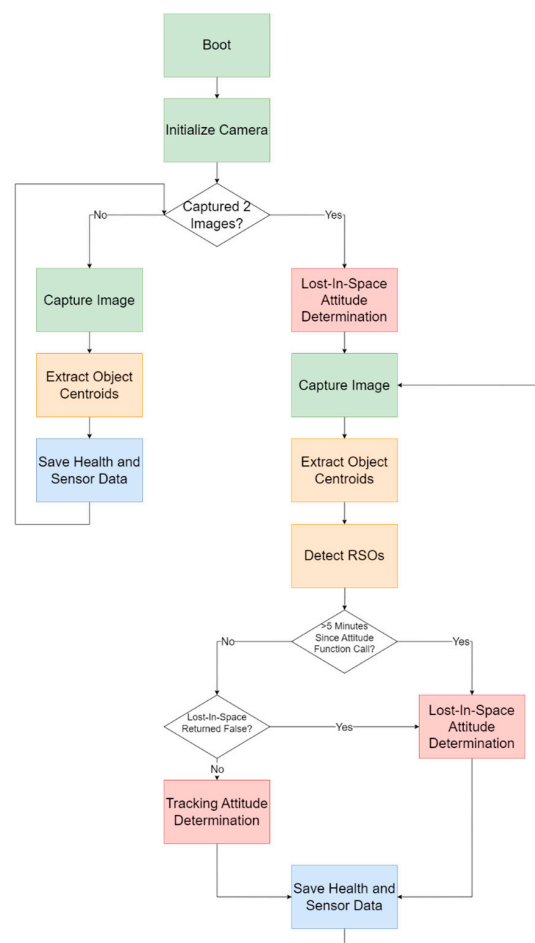 Boot
Initialize Camera
Captured 2
Images?
No
Yes
Capture Image
Extract Object
Centroids
Save Health and
Sensor Data
Lost-In-Space
Attitude
Determination
Capture Image
Extract Object
Centroids
Detect RSOs
>5 Minutes
Since Attitude
Function Call?
No
Yes
Lost-In-Space
Returned False?
Yes
Lost-In-Space
Attitude
Determination
No
Tracking Attitude
Determination
Save Health and
Sensor Data